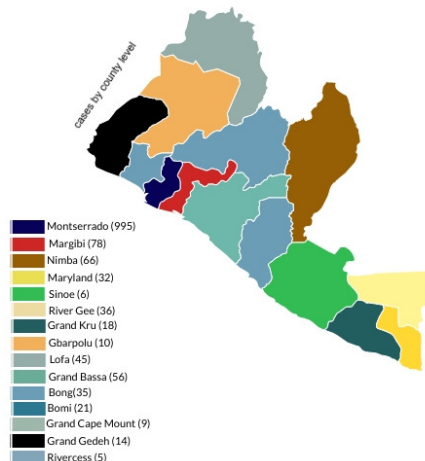 cases by county level
Montserrado (995)
Margibi (78)
Nimba (66)
Maryland (32)
Sinoe (6)
River Gee (36)
Grand Kru (18)
Gbarpolu (10)
Lofa (45)
Grand Bassa (56)
Bong(35)
Bomi (21)
Grand Cape Mount (9)
Grand Gedeh (14)
Rivercess (5)